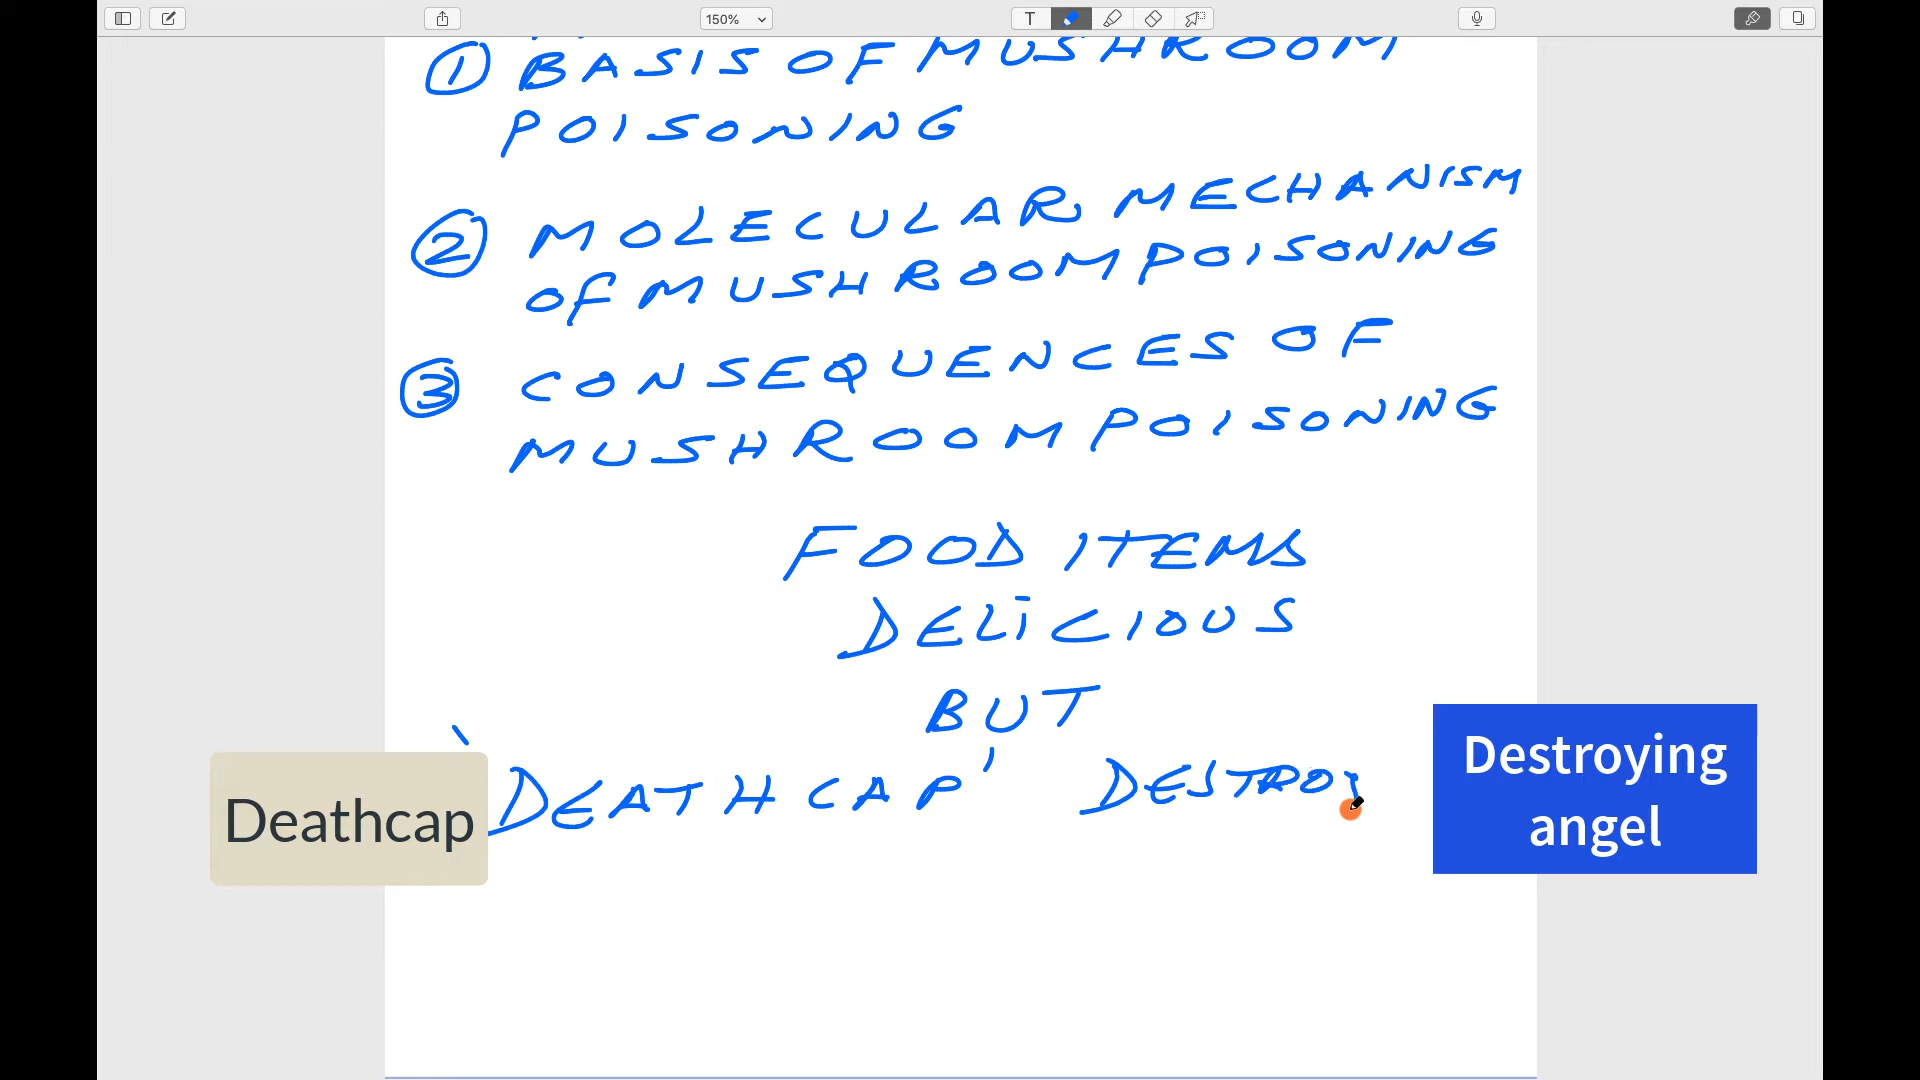 150%
T
① BASIS OF MUSHROOM
POISONING
② MOLECULAR MECHANISM
OF MUSHROOM POISONING
③ CONSEQUENCES OF
MUSHROOM POISONING
FOOD ITEMS
DELICIOUS
BUT
'DEATH CAP' DESTROY
Deathcap
Destroying
angel